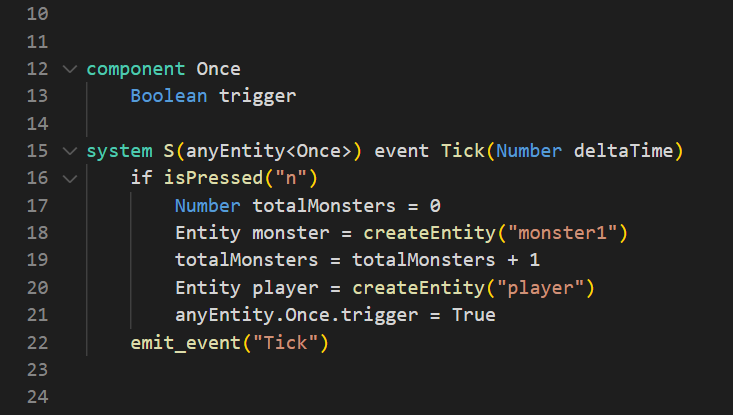 10
11
12 component Once
13     Boolean trigger
14
15 system S(anyEntity<Once>) event Tick(Number deltaTime)
16     if isPressed("n")
17         Number totalMonsters = 0
18         Entity monster = createEntity("monster1")
19         totalMonsters = totalMonsters + 1
20         Entity player = createEntity("player")
21         anyEntity.Once.trigger = True
22     emit_event("Tick")
23
24